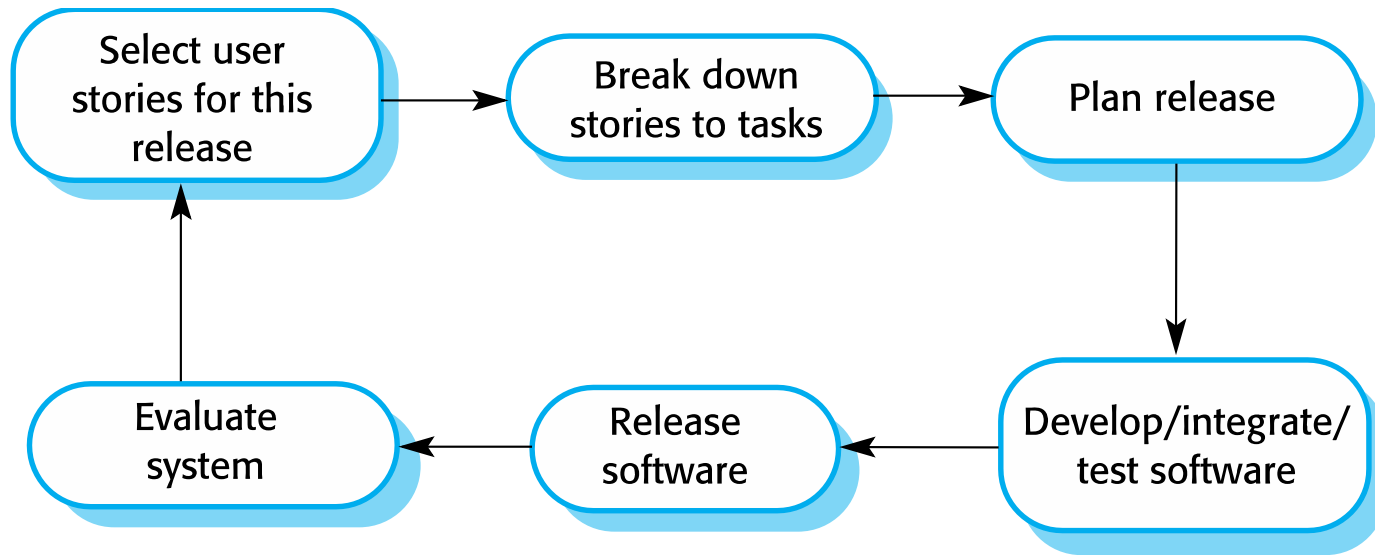 Select user
stories for this
release
Break down
stories to tasks
Plan release
Evaluate
system
Release
software
Develop/integrate/
test software